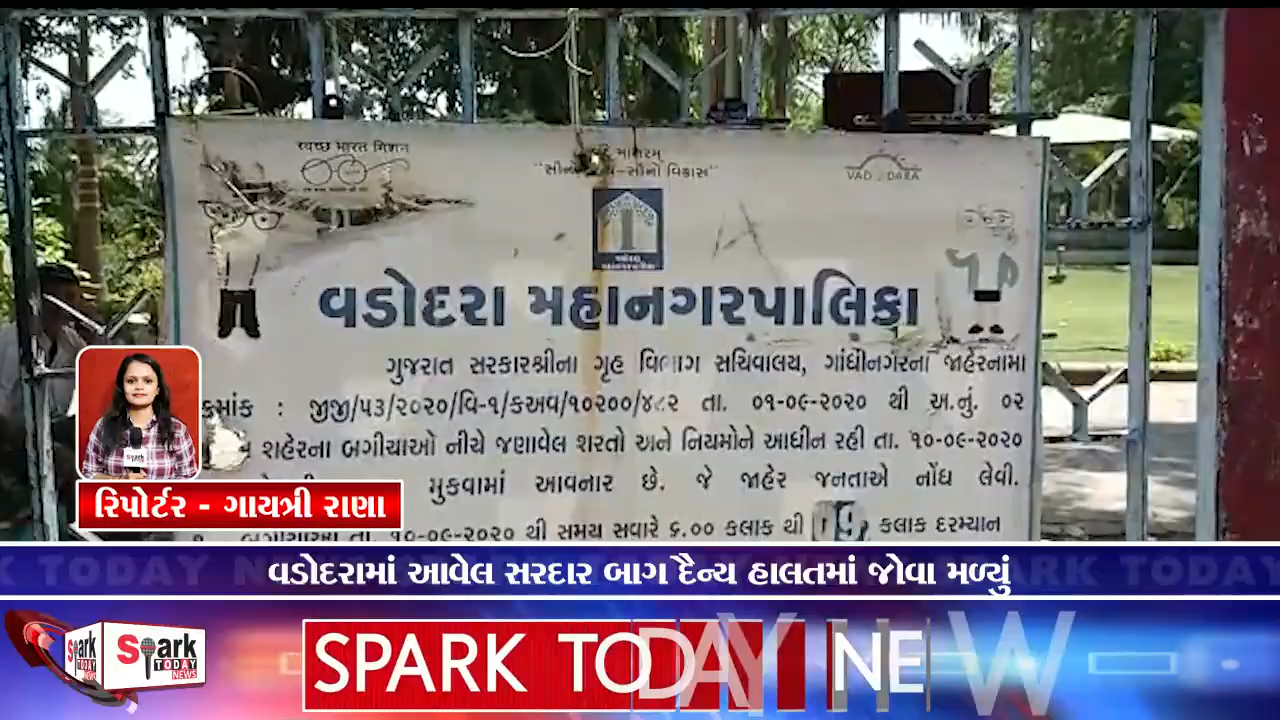 સ્વચ્છ ભારત મિશન
માતરમ્
વિકાસ"
VADODARA
વડોદરા મહાનગરપાલિકા
ગુજરાત સરકારશ્રીના ગૃહ વિભાગ સચિવાલય, ગાંધીનગરના જાહેરનામા
ક્રમાંક : જીજી/૫૩/૨૦૨૦/વિ-૧/કઅવ/૧૦૨૦૦/૪૮૨ તા. ૦૧-૦૯-૨૦૨૦ થી અ.નું. ૦૨
શહેરના બગીચાઓ નીચે જણાવેલ શરતો અને નિયમોને આધીન રહી તા. ૧૦-૦૯-૨૦૨૦
મુકવામાં આવનાર છે. જે જાહેર જનતાએ નોંધ લેવી.
તા. ૧૦-૦૯-૨૦૨૦ થી સમય સવારે ૬.૦૦ કલાક થી કલાક દરમ્યાન
રિપોર્ટર - ગાયત્રી રાણા
વડોદરામાં આવેલ સરદાર બાગ દૈન્ય હાલતમાં જોવા મળ્યું
Spark TODAY NEWS
SPARK TODAY NEW